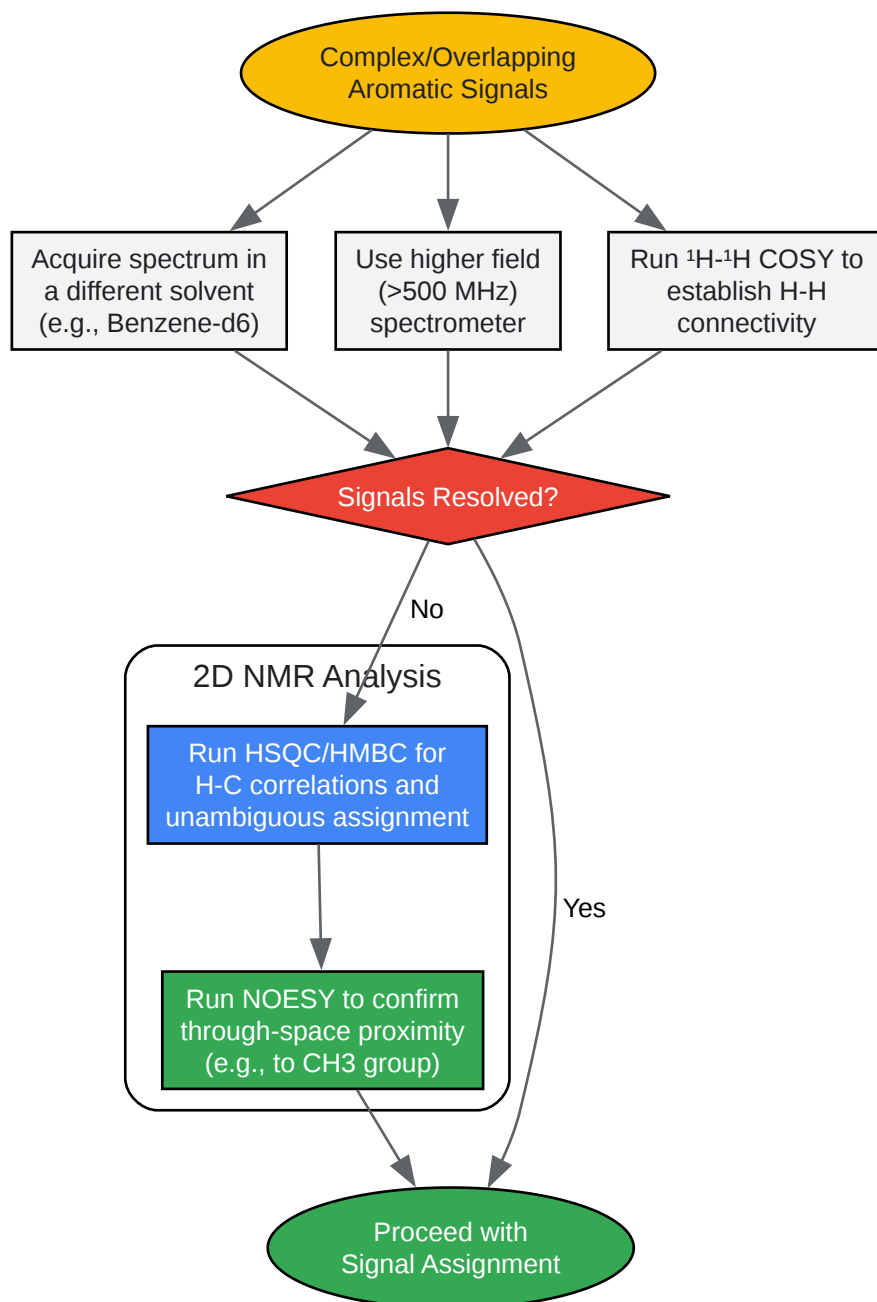 Complex/Overlapping
Aromatic Signals
Acquire spectrum in
a different solvent
(e.g., Benzene-d6)
Use higher field
(>500 MHz)
spectrometer
Run ¹H-¹H COSY to
establish H-H
connectivity
Signals Resolved?
No
2D NMR Analysis
Run HSQC/HMBC for
H-C correlations and
unambiguous assignment
Yes
Run NOESY to confirm
through-space proximity
(e.g., to CH3 group)
Proceed with
Signal Assignment